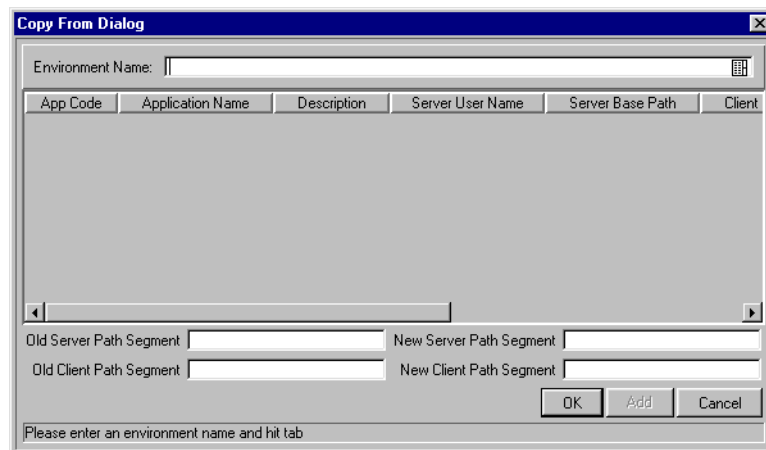 Copy From Dialog
Environment Name:
App Code Application Name Description Server User Name Server Base Path Client
Old Server Path Segment New Server Path Segment
Old Client Path Segment New Client Path Segment
OK Add Cancel
Please enter an environment name and hit tab